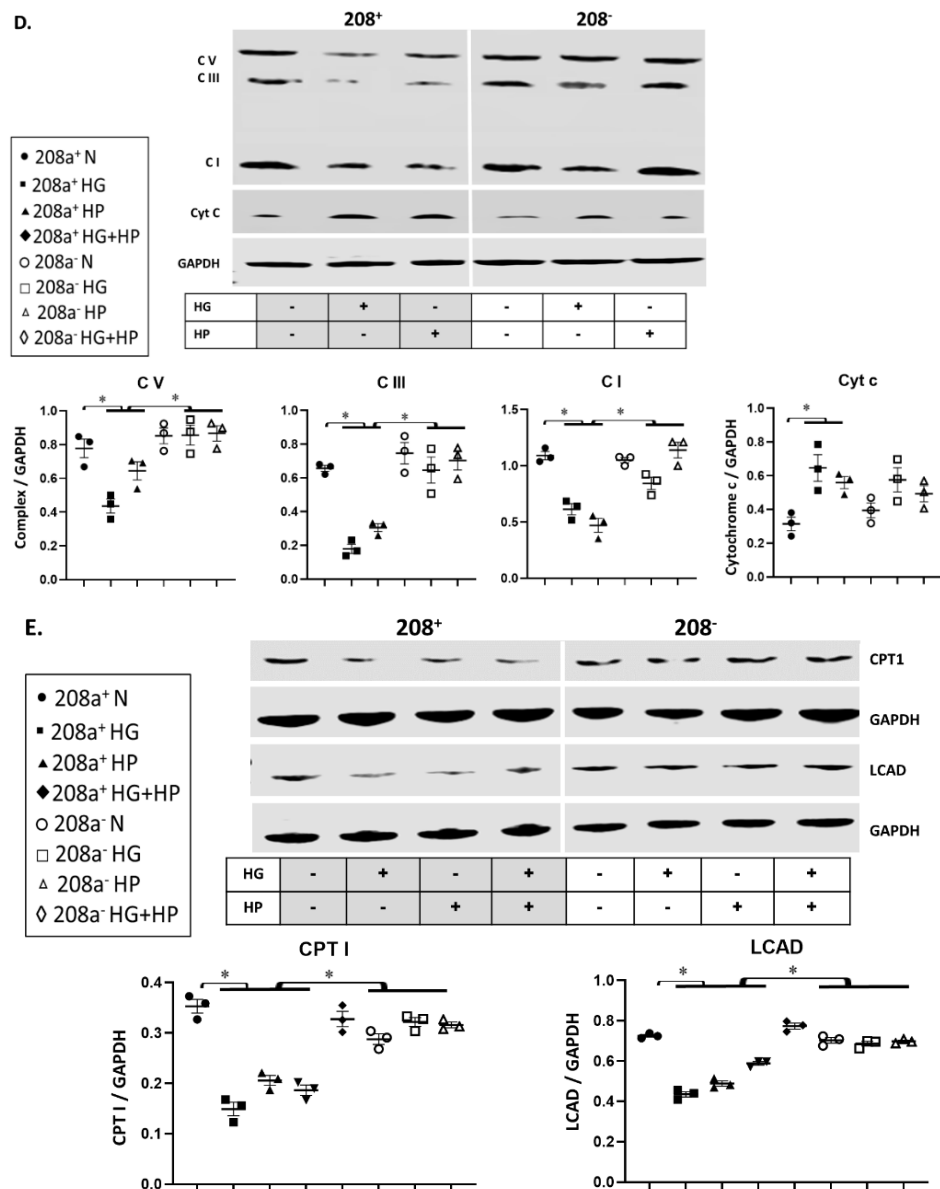 D.
208+ 208-
C V
C III
C I
Cyt C
GAPDH
● 208a+ N
■ 208a+ HG
▲ 208a+ HP
◆ 208a+ HG+HP
○ 208a- N
□ 208a- HG
△ 208a- HP
◊ 208a- HG+HP
HG - + - - + -
HP - - + - - +
C V
Complex / GAPDH
* *
1.0
0.8
0.6
0.4
0.2
0.0
C III
* *
1.0
0.8
0.6
0.4
0.2
0.0
C I
* *
1.5
1.0
0.5
0.0
Cyt c
Cytochrome c / GAPDH
*
1.0
0.8
0.6
0.4
0.2
0.0
E.
208+ 208-
CPT1
GAPDH
LCAD
GAPDH
● 208a+ N
■ 208a+ HG
▲ 208a+ HP
◆ 208a+ HG+HP
○ 208a- N
□ 208a- HG
△ 208a- HP
◊ 208a- HG+HP
HG - + - + - + - +
HP - - + + - - + +
CPT I
CPT I / GAPDH
* *
0.4
0.3
0.2
0.1
0.0
LCAD
LCAD / GAPDH
* *
1.0
0.8
0.6
0.4
0.2
0.0